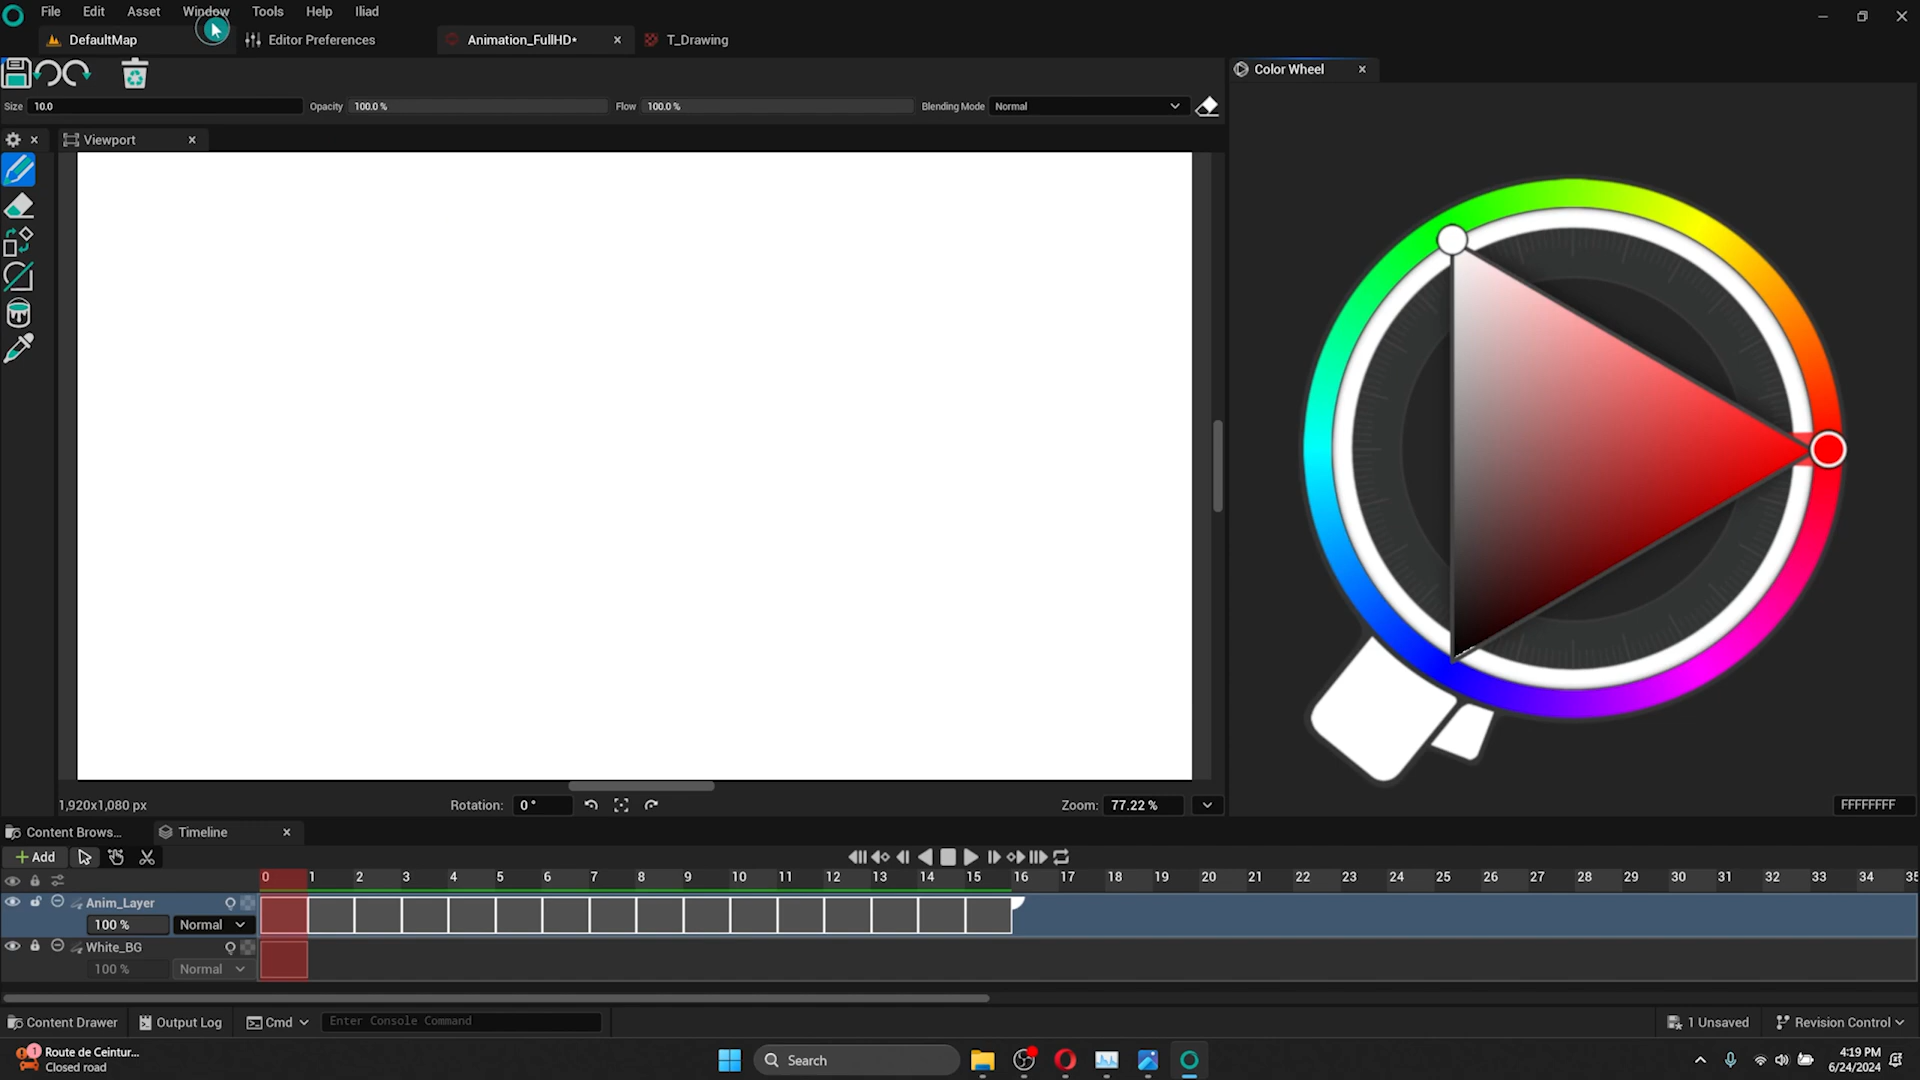 File Edit Asset Window Tools Help Iliad
DefaultMap Editor Preferences Animation_FullHD* T_Drawing
Color Wheel
Size 10.0 Opacity 100.0 % Flow 100.0 % Blending Mode Normal
Viewport
1,920x1,080 px Rotation: 0 ° Zoom: 77.22 % FFFFFFFF
Content Brows... Timeline
Add
0 1 2 3 4 5 6 7 8 9 10 11 12 13 14 15 16 17 18 19 20 21 22 23 24 25 26 27 28 29 30 31 32 33 34 35
Anim_Layer
100 % Normal
White_BG
100 % Normal
Content Drawer Output Log Cmd Enter Console Command 1 Unsaved Revision Control
1 Route de Ceintur...
Closed road
Search
4:19 PM
6/24/2024